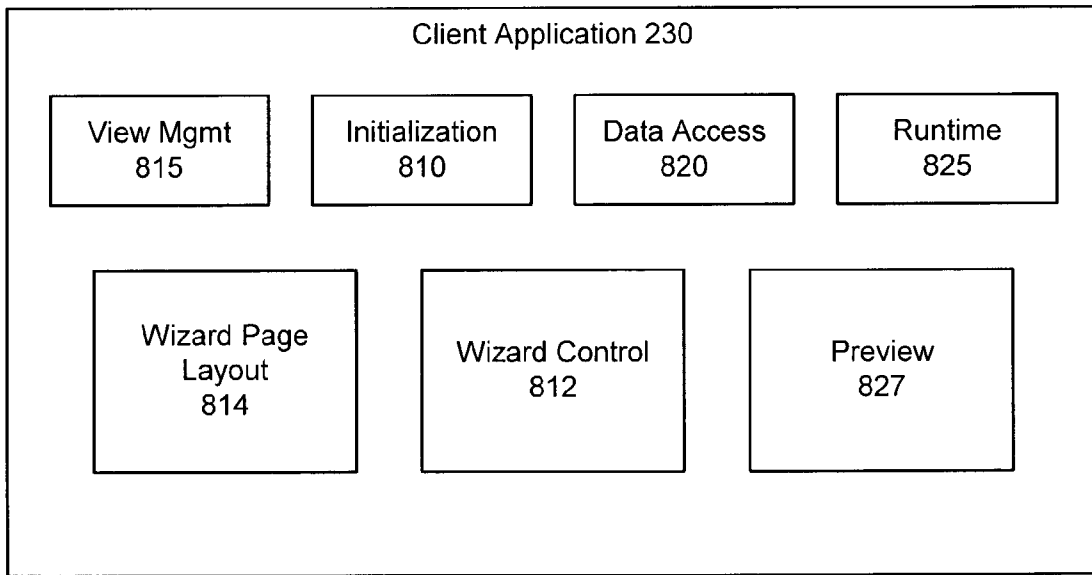 Client Application 230
View Mgmt
815
Initialization
810
Data Access
820
Runtime
825
Wizard Page
Layout
814
Wizard Control
812
Preview
827